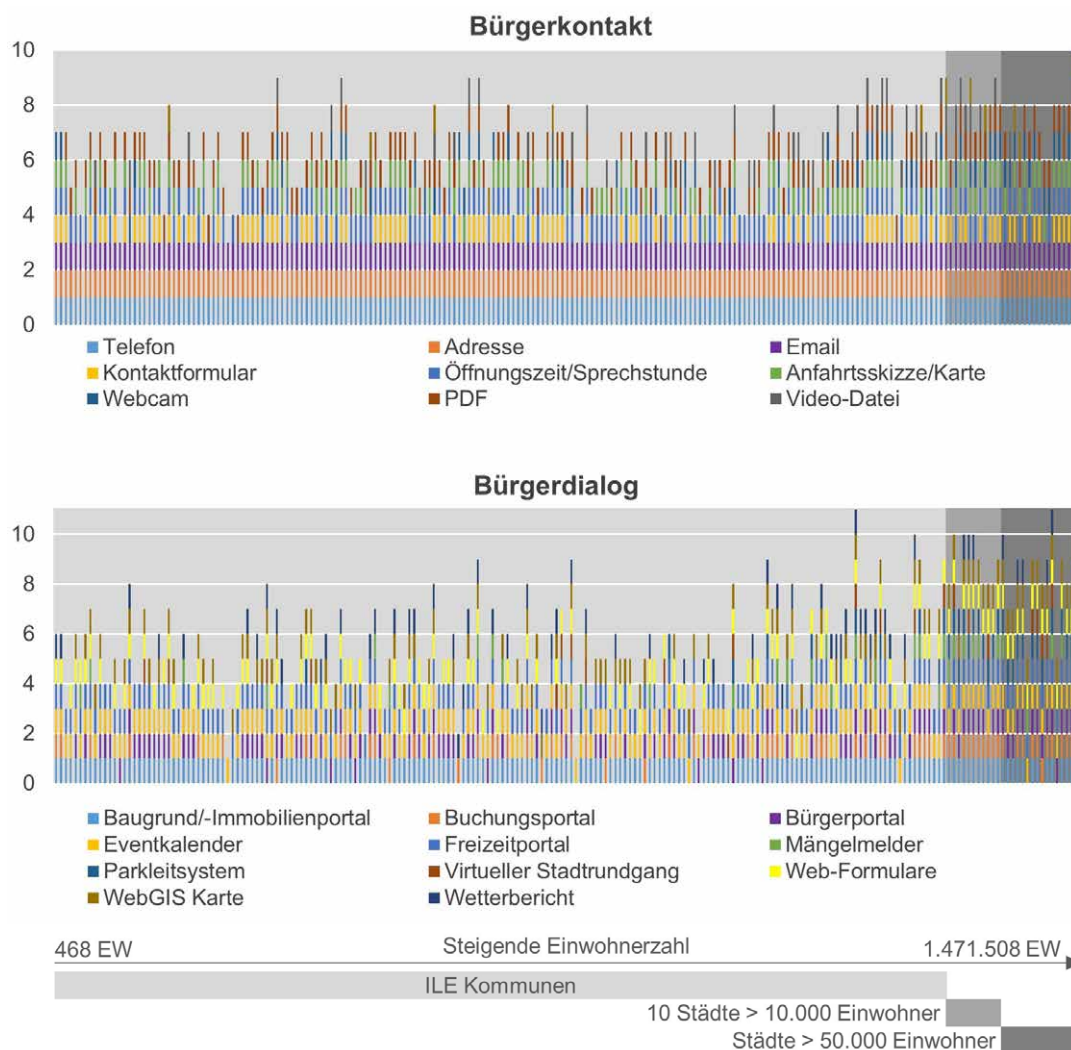 Bürgerkontakt
10
8
6
4
2
0
Telefon Adresse Email
Kontaktformular Öffnungszeit/Sprechstunde Anfahrtsskizze/Karte
Webcam PDF Video-Datei
Bürgerdialog
10
8
6
4
2
0
Baugrund/-Immobilienportal Buchungsportal Bürgerportal
Eventkalender Freizeitportal Mängelmelder
Parkleitsystem Virtueller Stadtrundgang Web-Formulare
WebGIS Karte Wetterbericht
468 EW Steigende Einwohnerzahl 1.471.508 EW
ILE Kommunen
10 Städte > 10.000 Einwohner
Städte > 50.000 Einwohner